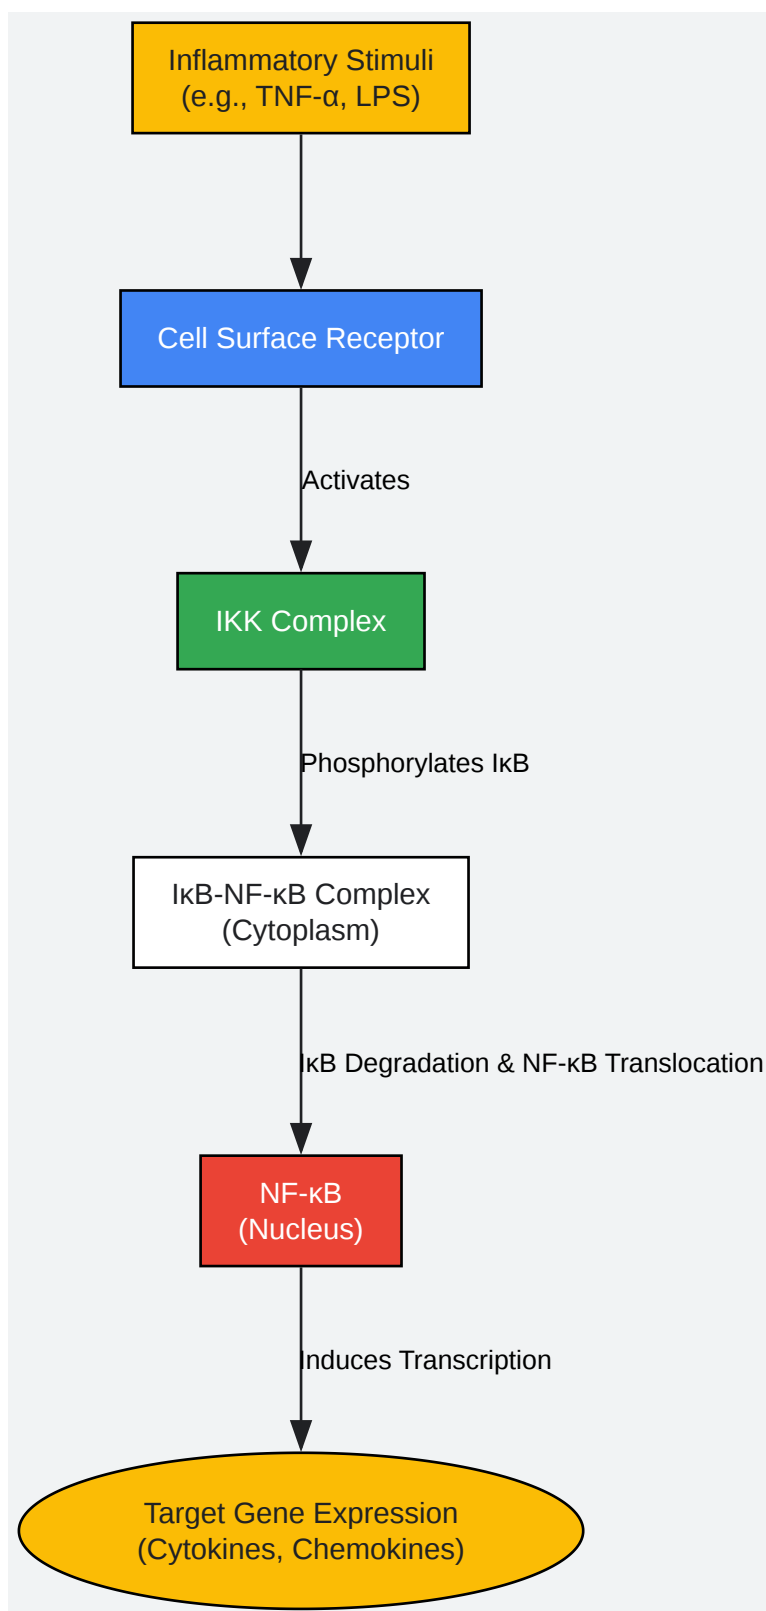 Inflammatory Stimuli
(e.g., TNF-α, LPS)
Cell Surface Receptor
Activates
IKK Complex
Phosphorylates IκB
IκB-NF-κB Complex
(Cytoplasm)
IκB Degradation & NF-κB Translocation
NF-κB
(Nucleus)
Induces Transcription
Target Gene Expression
(Cytokines, Chemokines)